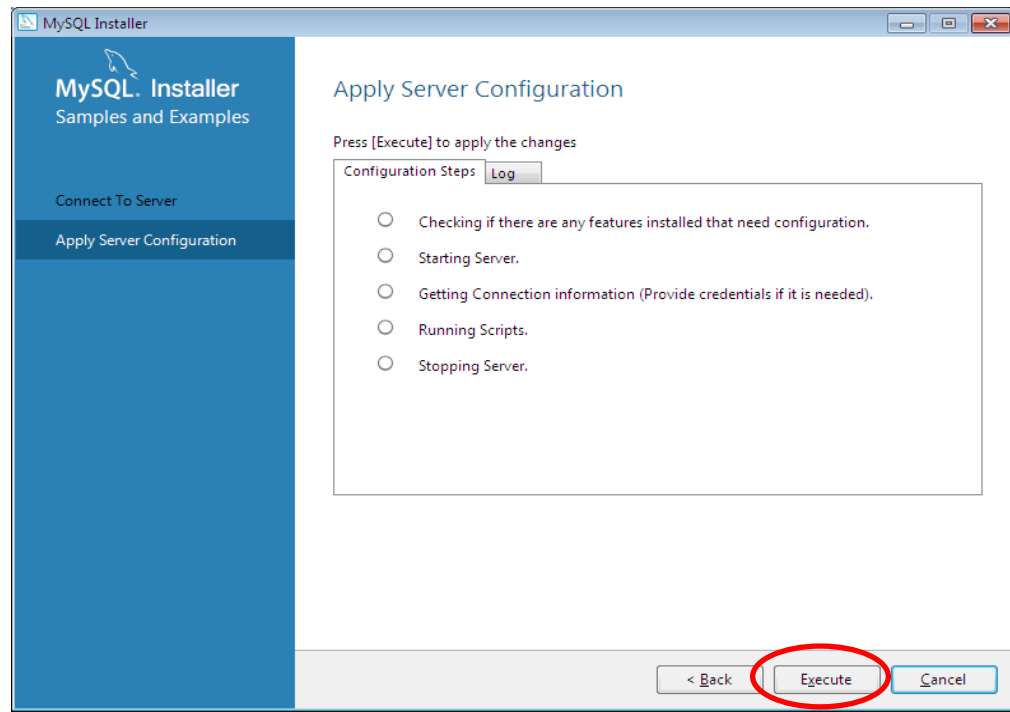 MySQL Installer
MySQL. Installer
Samples and Examples
Connect To Server
Apply Server Configuration
Apply Server Configuration
Press [Execute] to apply the changes
Configuration Steps Log
Checking if there are any features installed that need configuration.
Starting Server.
Getting Connection information (Provide credentials if it is needed).
Running Scripts.
Stopping Server.
< Back Execute Cancel